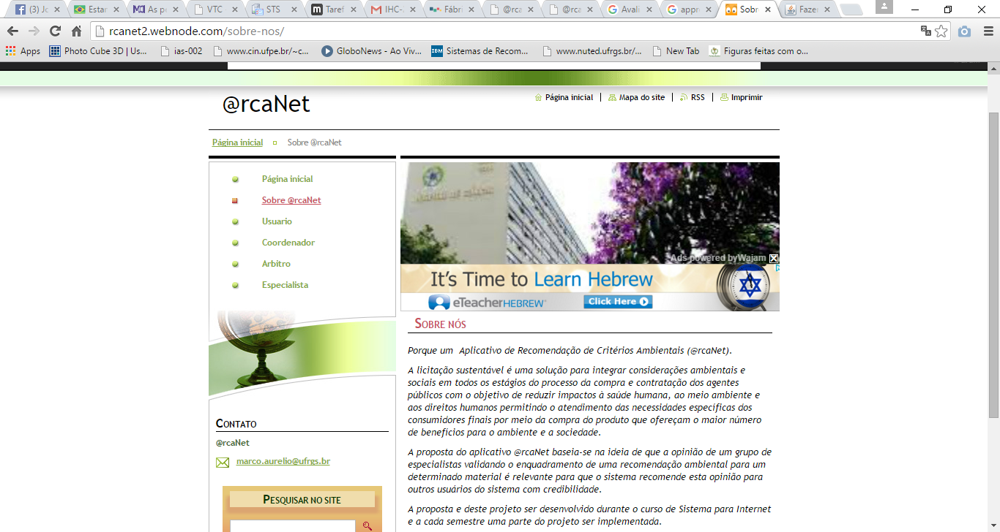 (3) Jo
Estar
As pe
VTC
STS
Taref
IHC-
Fábri
@rca
@rca
Avali
appro
Sobr
Fazer
rcanet2.webnode.com/sobre-nos/
Apps
Photo Cube 3D | Us...
ias-002
www.cin.ufpe.br/~c...
GloboNews - Ao Viv...
IBM
Sistemas de Recom...
www.nuted.ufrgs.br/...
New Tab
Figuras feitas com o...
@rcaNet
Página inicial | Mapa do site | RSS | Imprimir
Página inicial Sobre @rcaNet
Página inicial
Sobre @rcaNet
Usuario
Coordenador
Arbitro
Especialista
Ads powered byWajam
It's Time to Learn Hebrew
eTeacherHEBREW
Click Here
SOBRE NÓS
Porque um Aplicativo de Recomendação de Critérios Ambientais (@rcaNet).
A licitação sustentável é uma solução para integrar considerações ambientais e
sociais em todos os estágios do processo da compra e contratação dos agentes
públicos com o objetivo de reduzir impactos à saúde humana, ao meio ambiente e
aos direitos humanos permitindo o atendimento das necessidades específicas dos
consumidores finais por meio da compra do produto que ofereçam o maior número
de benefícios para o ambiente e a sociedade.
A proposta do aplicativo @rcaNet baseia-se na ideia de que a opinião de um grupo de
especialistas validando o enquadramento de uma recomendação ambiental para um
determinado material é relevante para que o sistema recomende esta opinião para
outros usuários do sistema com credibilidade.
A proposta e deste projeto ser desenvolvido durante o curso de Sistema para Internet
e a cada semestre uma parte do projeto ser implementada.
CONTATO
@rcaNet
marco.aurelio@ufrgs.br
PESQUISAR NO SITE